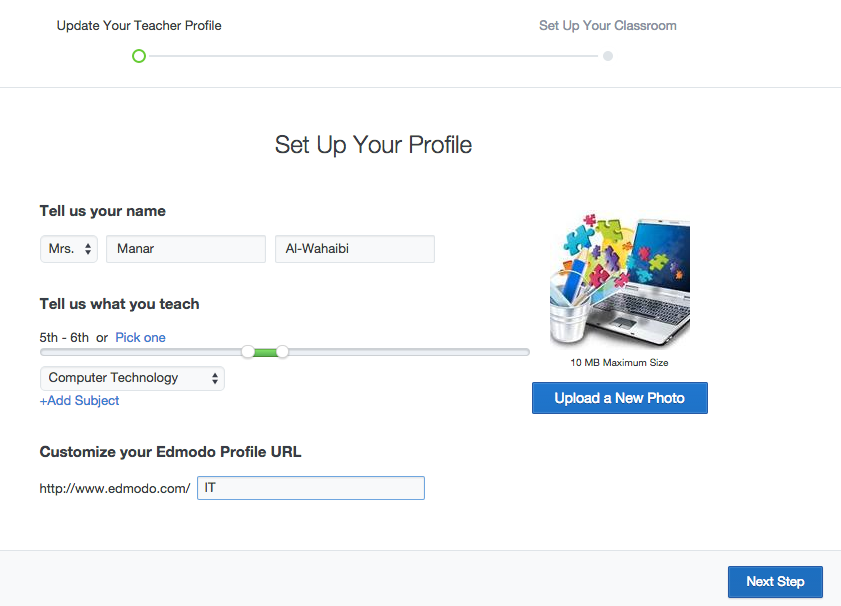 Update Your Teacher Profile Set Up Your Classroom
Set Up Your Profile
Tell us your name
Mrs. Manar Al-Wahaibi
Tell us what you teach
5th - 6th or Pick one
Computer Technology
+Add Subject
10 MB Maximum Size
Upload a New Photo
Customize your Edmodo Profile URL
http://www.edmodo.com/ IT
Next Step